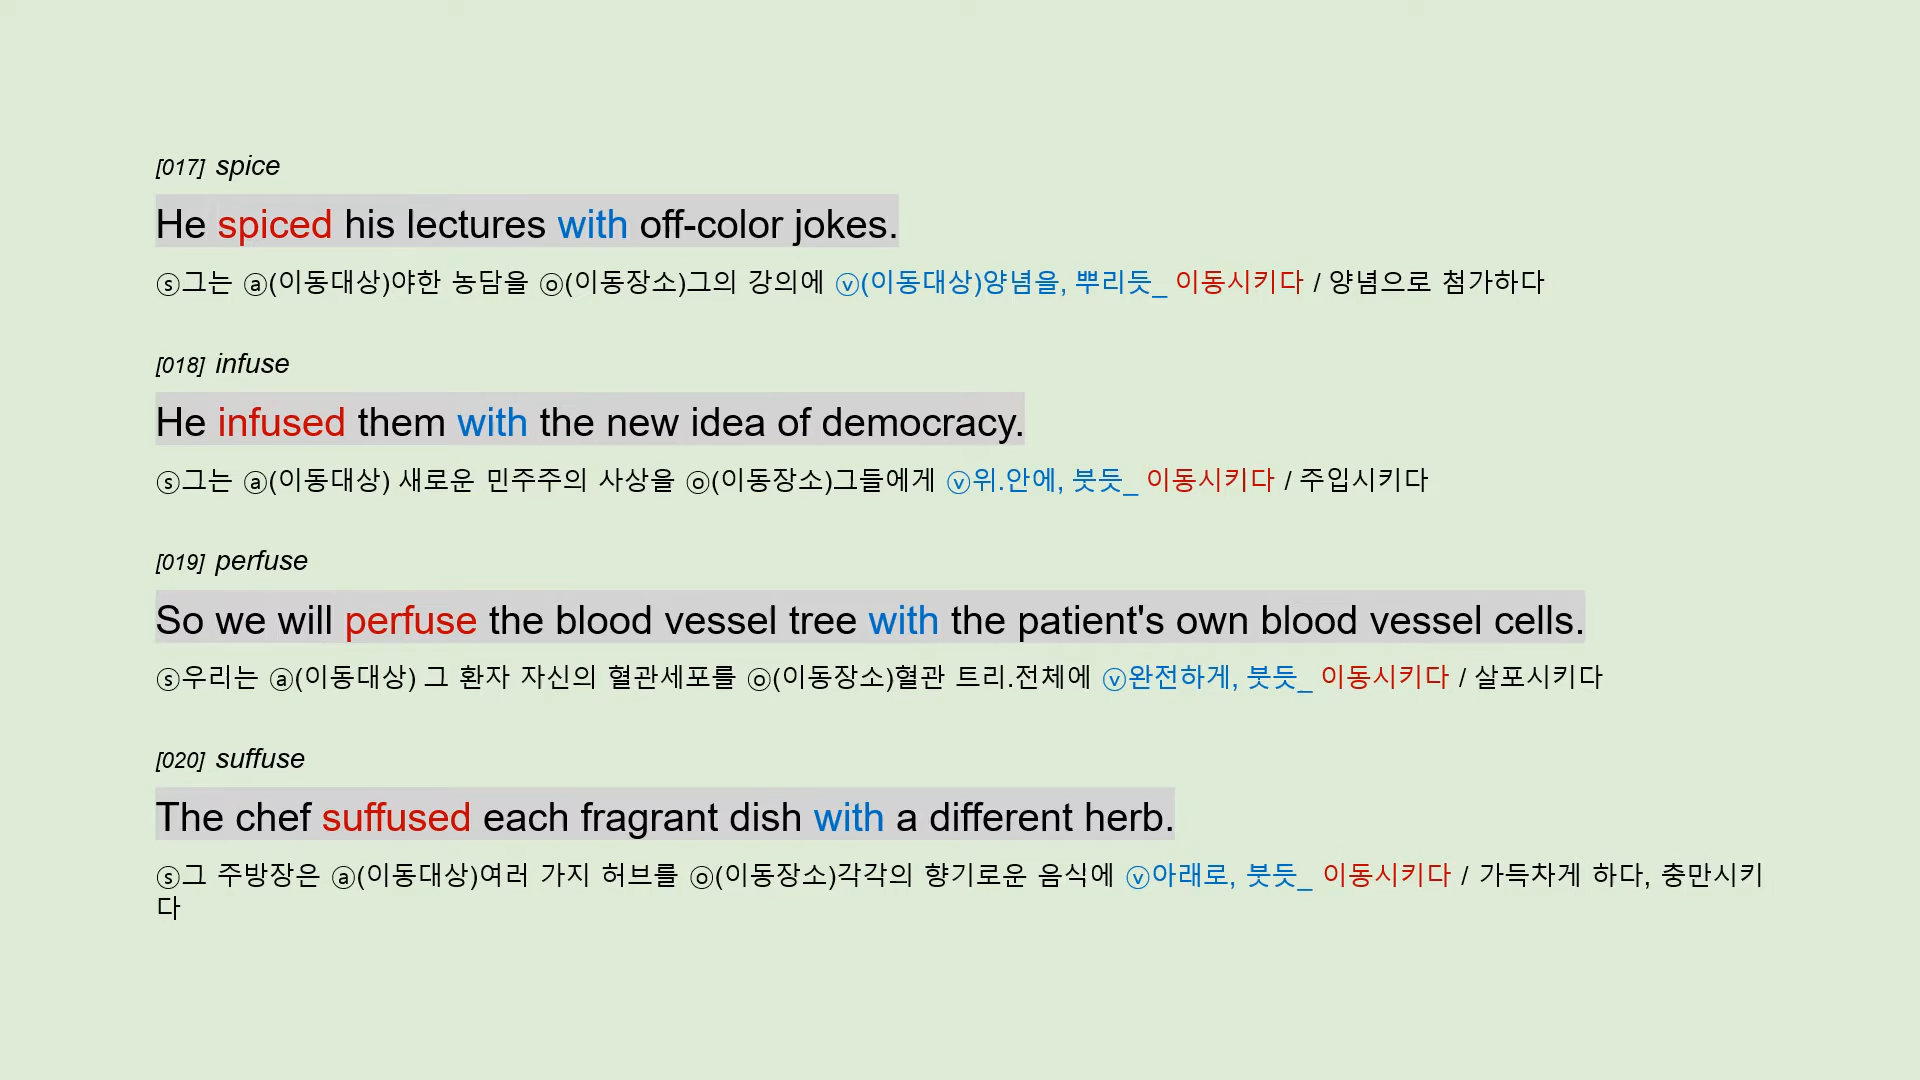 [017] spice
He spiced his lectures with off-color jokes.
ⓢ그는 ⓐ(이동대상)야한 농담을 ⓞ(이동장소)그의 강의에 ⓥ(이동대상)양념을, 뿌리듯_ 이동시키다 / 양념으로 첨가하다
[018] infuse
He infused them with the new idea of democracy.
ⓢ그는 ⓐ(이동대상) 새로운 민주주의 사상을 ⓞ(이동장소)그들에게 ⓥ위.안에, 붓듯_ 이동시키다 / 주입시키다
[019] perfuse
So we will perfuse the blood vessel tree with the patient's own blood vessel cells.
ⓢ우리는 ⓐ(이동대상) 그 환자 자신의 혈관세포를 ⓞ(이동장소)혈관 트리.전체에 ⓥ완전하게, 붓듯_ 이동시키다 / 살포시키다
[020] suffuse
The chef suffused each fragrant dish with a different herb.
ⓢ그 주방장은 ⓐ(이동대상)여러 가지 허브를 ⓞ(이동장소)각각의 향기로운 음식에 ⓥ아래로, 붓듯_ 이동시키다 / 가득차게 하다, 충만시키
다